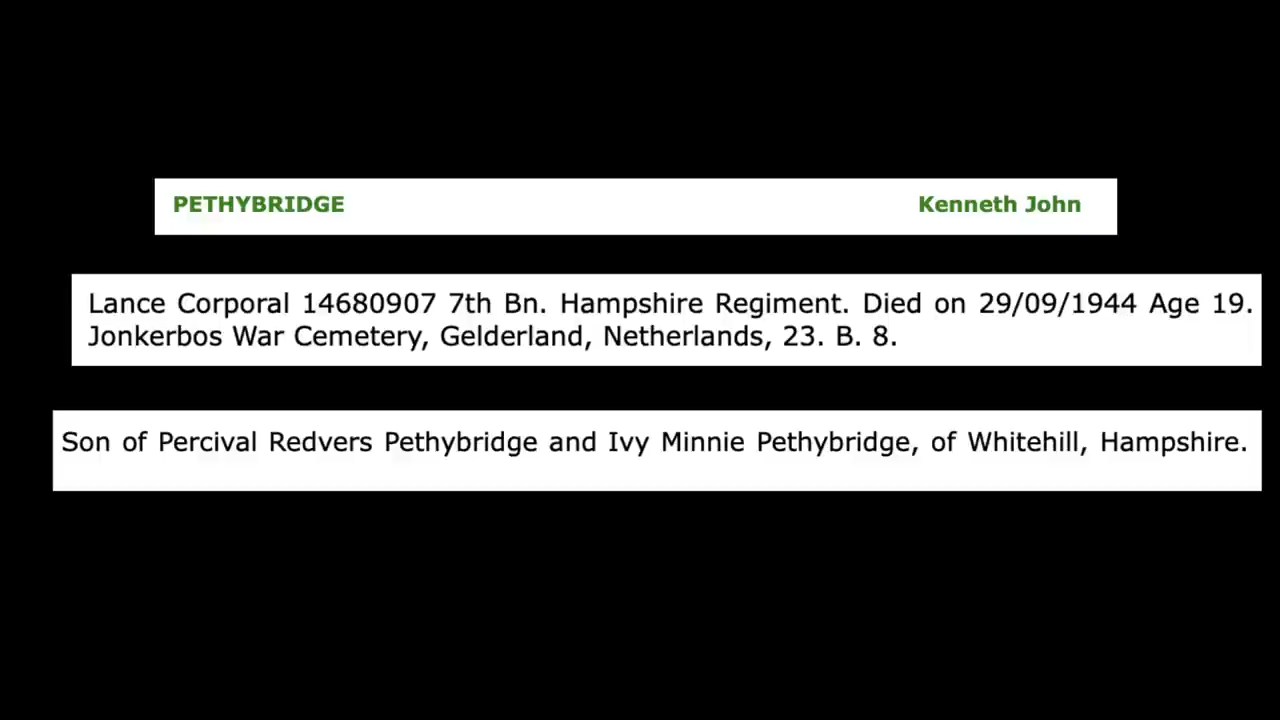 PETHYBRIDGE Kenneth John
Lance Corporal 14680907 7th Bn. Hampshire Regiment. Died on 29/09/1944 Age 19.
Jonkerbos War Cemetery, Gelderland, Netherlands, 23. B. 8.
Son of Percival Redvers Pethybridge and Ivy Minnie Pethybridge, of Whitehill, Hampshire.